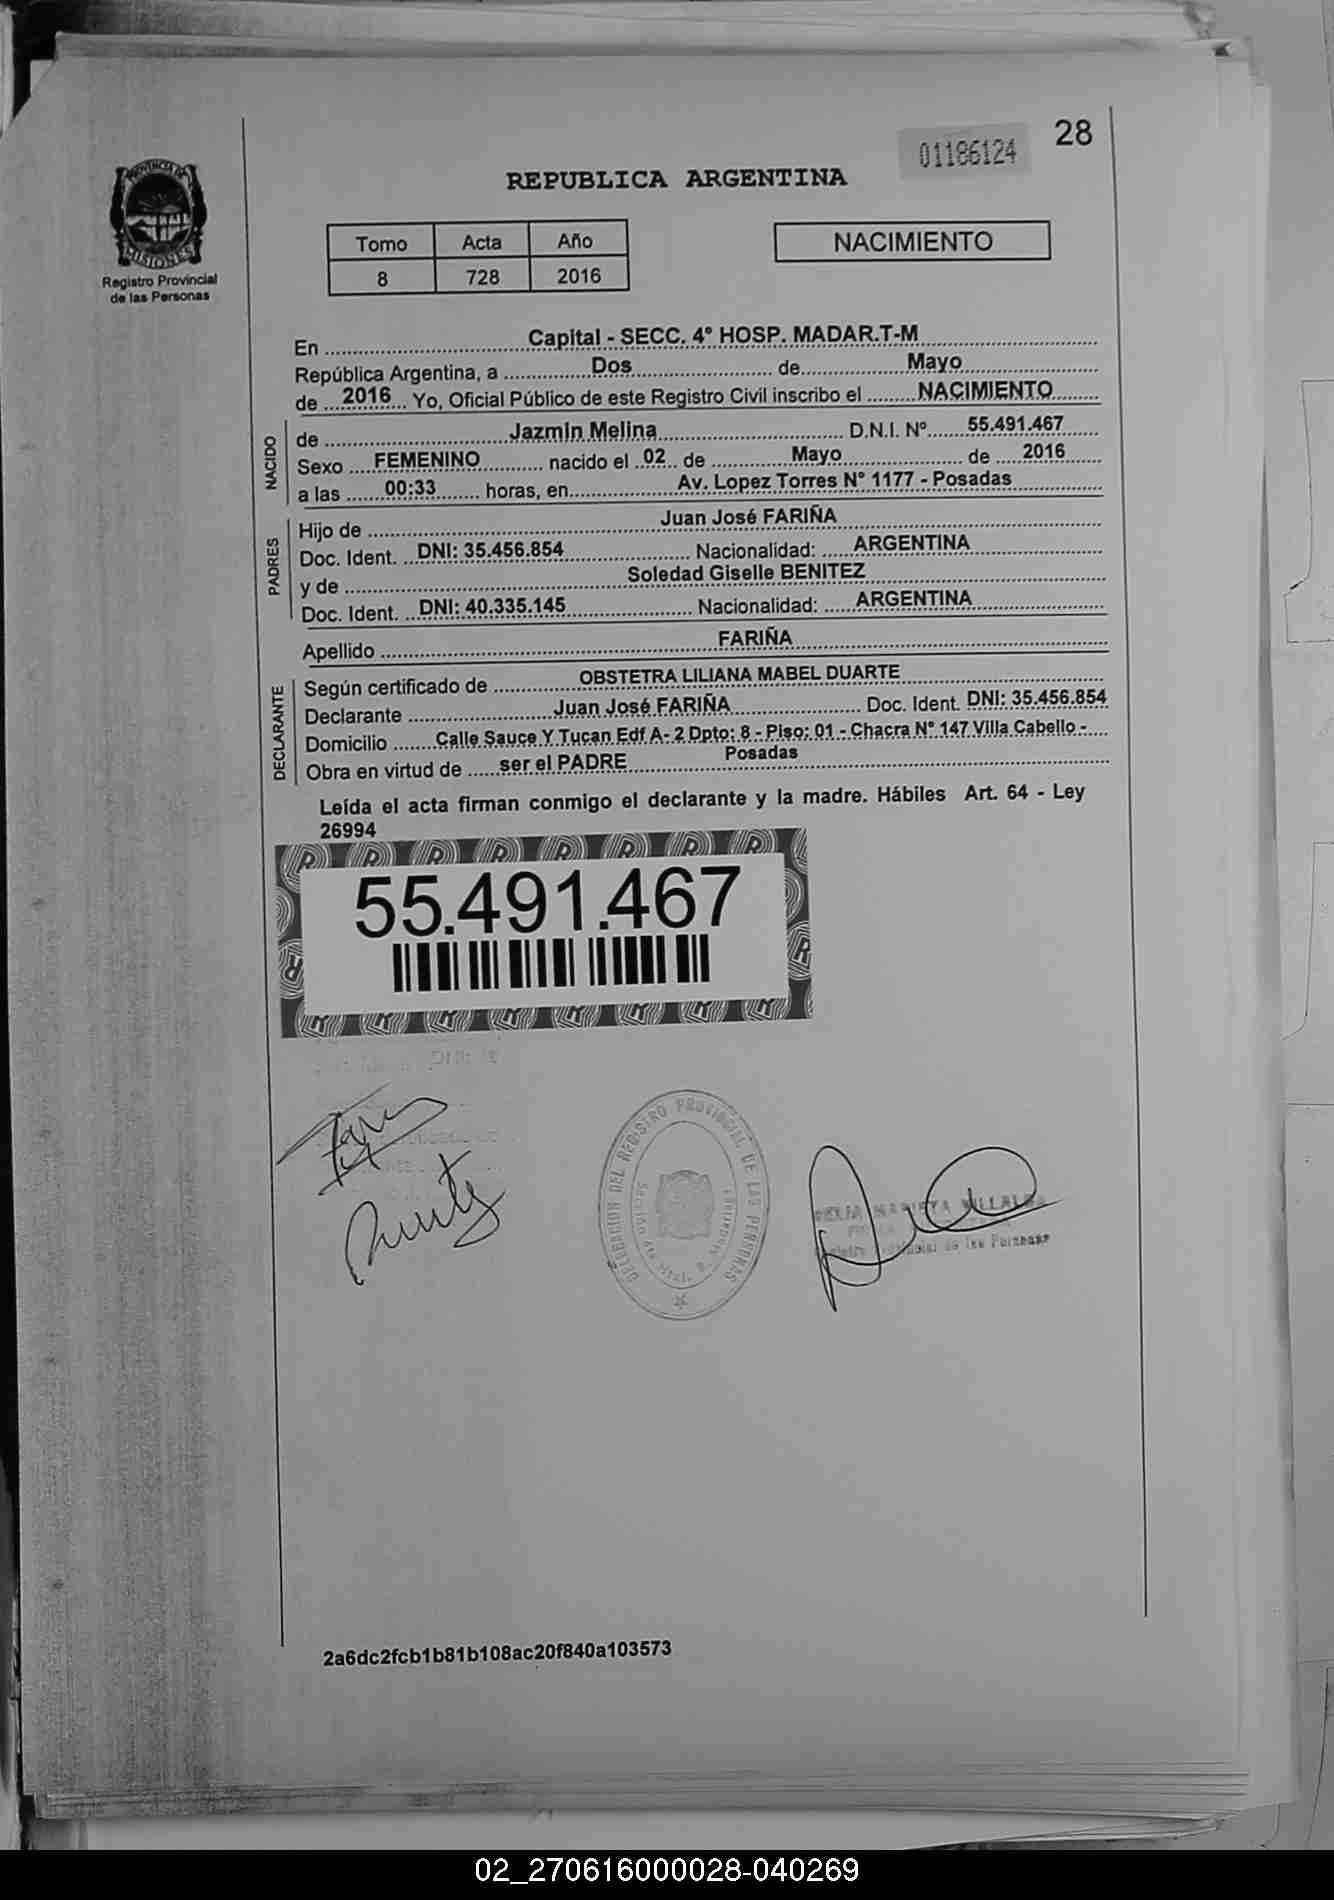 28
01186124
REPUBLICA ARGENTINA
PROVINCIA DE
MISIONES
Registro Provincial
de las Personas
Tomo Acta Año
8 728 2016
NACIMIENTO
En Capital - SECC. 4° HOSP. MADAR.T-M
República Argentina, a Dos de Mayo
de 2016 Yo, Oficial Público de este Registro Civil inscribo el NACIMIENTO
NACIDO
de Jazmin Melina D.N.I. Nº 55.491.467
Sexo FEMENINO nacido el 02 de Mayo de 2016
a las 00:33 horas, en Av. Lopez Torres N° 1177 - Posadas
PADRES
Hijo de Juan José FARIÑA
Doc. Ident. DNI: 35.456.854 Nacionalidad: ARGENTINA
y de Soledad Giselle BENITEZ
Doc. Ident. DNI: 40.335.145 Nacionalidad: ARGENTINA
Apellido FARIÑA
DECLARANTE
Según certificado de OBSTETRA LILIANA MABEL DUARTE
Declarante Juan José FARIÑA Doc. Ident. DNI: 35.456.854
Domicilio Calle Sauce Y Tucan Edf A- 2 Dpto: 8 - Piso: 01 - Chacra N° 147 Villa Cabello -
Posadas
Obra en virtud de ser el PADRE
Leída el acta firman conmigo el declarante y la madre. Hábiles Art. 64 - Ley
26994
55.491.467
DELEGACION DEL REGISTRO PROVINCIAL DE LAS PERSONAS
de las Personas
2a6dc2fcb1b81b108ac20f840a103573
02_270616000028-040269